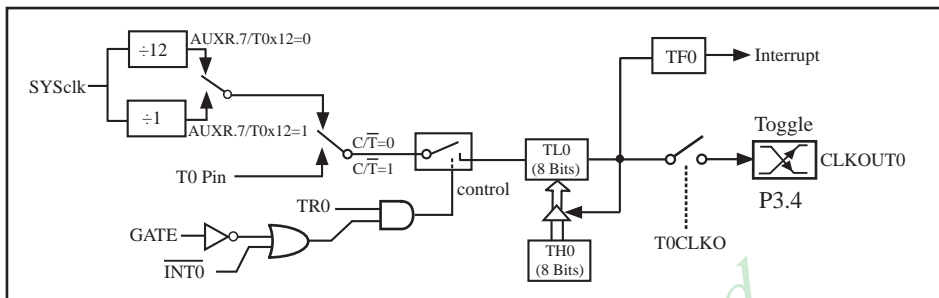 ÷12
AUXR.7/T0x12=0
SYSclk
÷1
AUXR.7/T0x12=1
T0 Pin
C/T̅=0
C/T̅=1
control
TR0
GATE
I̅N̅T̅0̅
TL0
(8 Bits)
TH0
(8 Bits)
TF0
Interrupt
Toggle
CLKOUT0
P3.4
T0CLKO
d